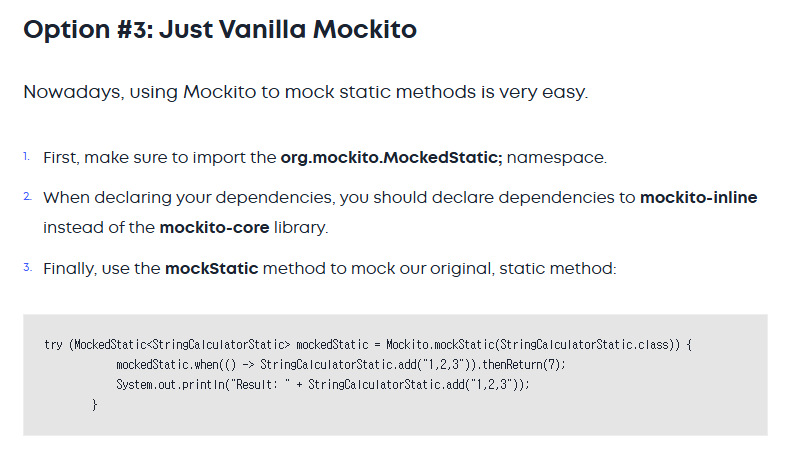 Option #3: Just Vanilla Mockito
Nowadays, using Mockito to mock static methods is very easy.
1. First, make sure to import the org.mockito.MockedStatic; namespace.
2. When declaring your dependencies, you should declare dependencies to mockito-inline
instead of the mockito-core library.
3. Finally, use the mockStatic method to mock our original, static method:
try (MockedStatic<StringCalculatorStatic> mockedStatic = Mockito.mockStatic(StringCalculatorStatic.class)) {
mockedStatic.when(() -> StringCalculatorStatic.add("1,2,3")).thenReturn(7);
System.out.println("Result: " + StringCalculatorStatic.add("1,2,3"));
}